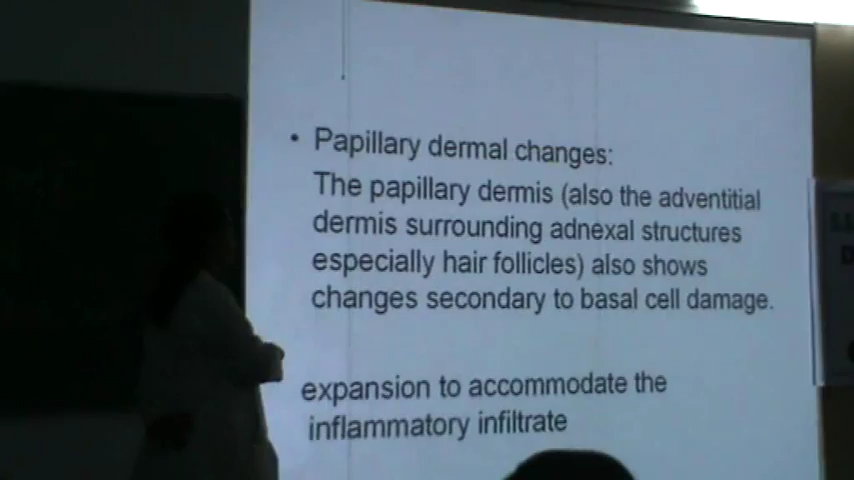 • Papillary dermal changes:
The papillary dermis (also the adventitial
dermis surrounding adnexal structures
especially hair follicles) also shows
changes secondary to basal cell damage.
expansion to accommodate the
inflammatory infiltrate